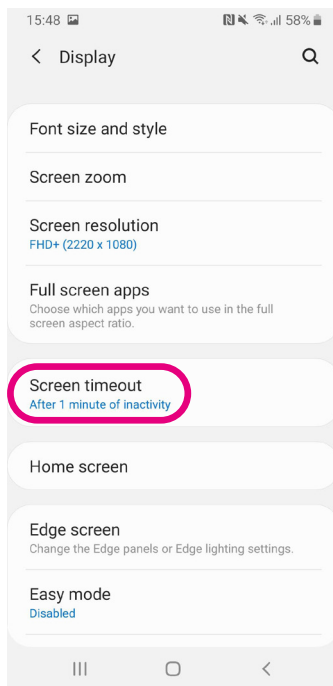 15:48 58%
Display
Font size and style
Screen zoom
Screen resolution
FHD+ (2220 x 1080)
Full screen apps
Choose which apps you want to use in the full
screen aspect ratio.
Screen timeout
After 1 minute of inactivity
Home screen
Edge screen
Change the Edge panels or Edge lighting settings.
Easy mode
Disabled